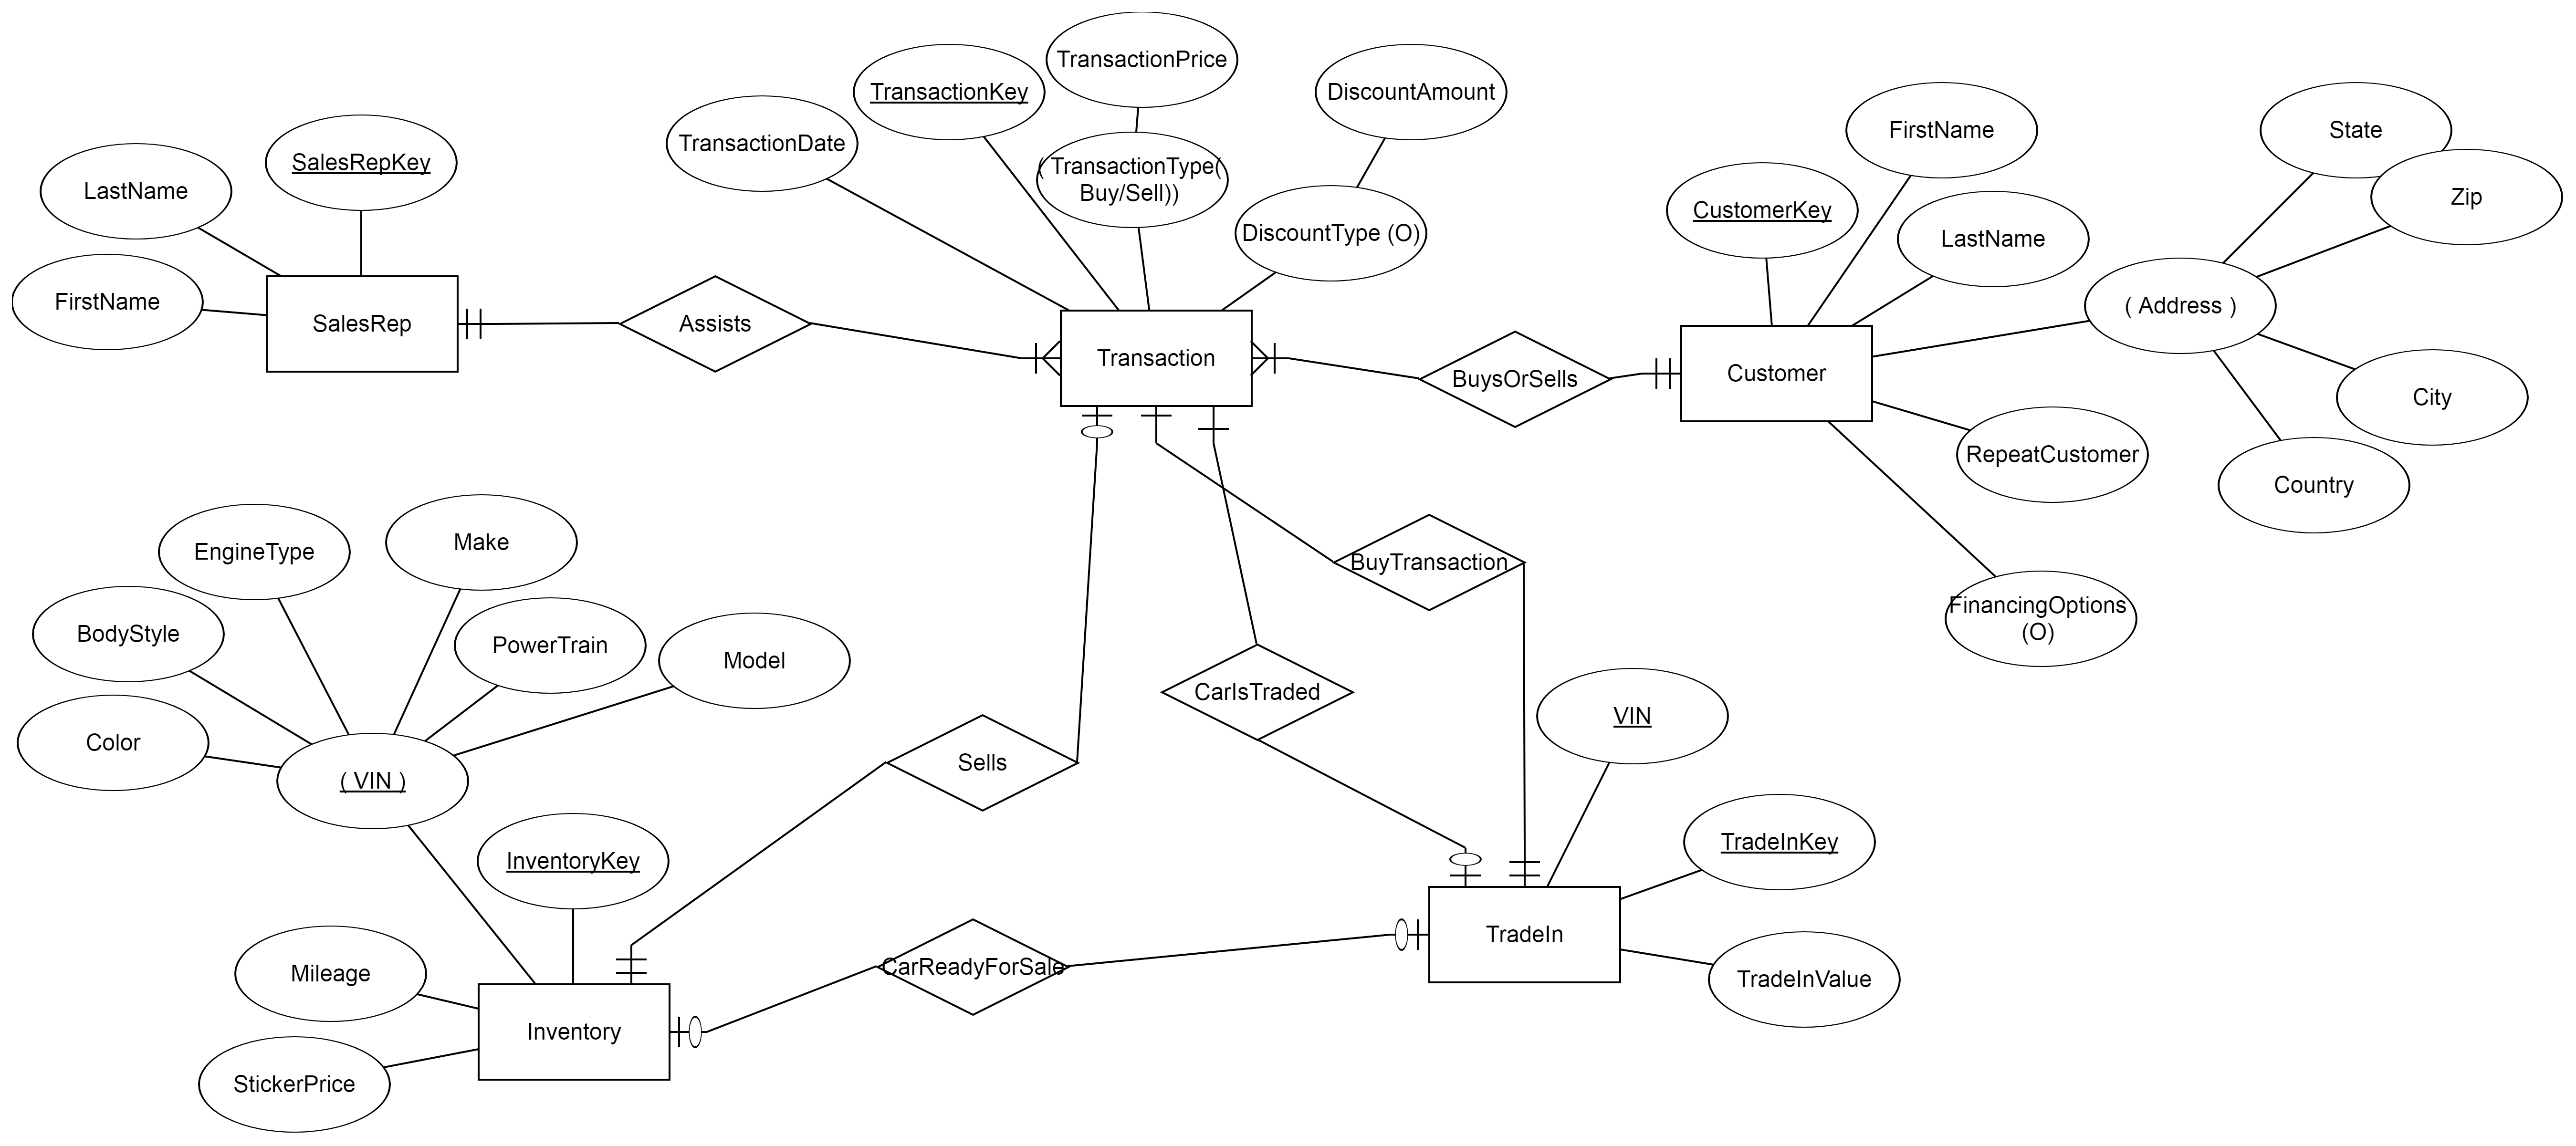 TransactionPrice
TransactionKey
DiscountAmount
TransactionDate
( TransactionType(
Buy/Sell))
DiscountType (O)
SalesRepKey
LastName
FirstName
SalesRep
Assists
Transaction
BuysOrSells
Customer
CustomerKey
FirstName
LastName
State
Zip
( Address )
City
Country
RepeatCustomer
FinancingOptions
(O)
EngineType
Make
BodyStyle
PowerTrain
Model
Color
( VIN )
InventoryKey
Mileage
StickerPrice
Inventory
Sells
CarIsTraded
BuyTransaction
CarReadyForSale
VIN
TradeInKey
TradeIn
TradeInValue